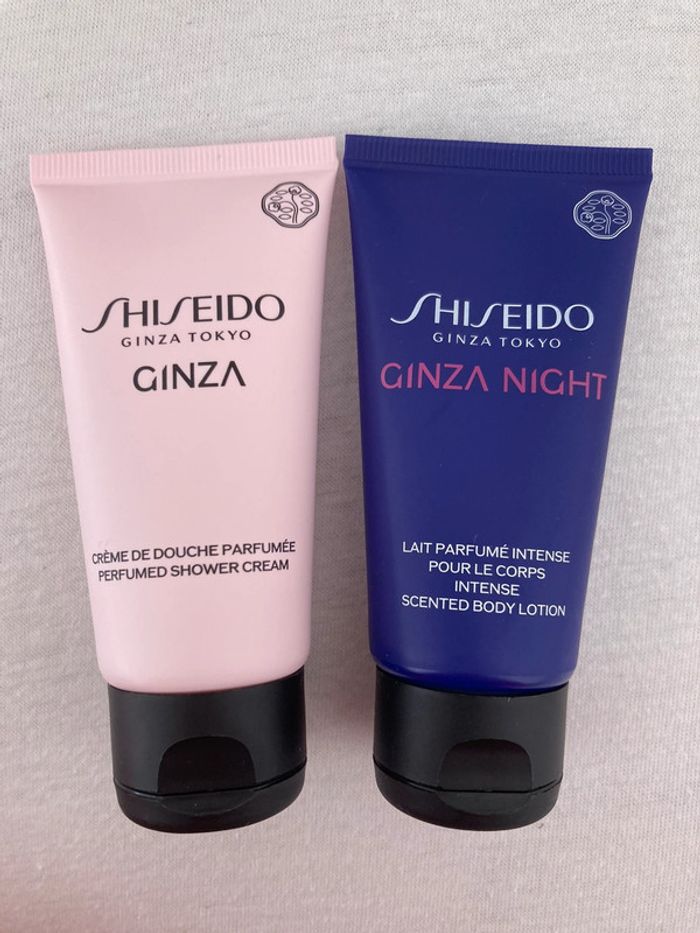 SHISEIDO
GINZA TOKYO
GINZA
CRÈME DE DOUCHE PARFUMÉE
PERFUMED SHOWER CREAM
SHISEIDO
GINZA TOKYO
GINZA NIGHT
LAIT PARFUMÉ INTENSE
POUR LE CORPS
INTENSE
SCENTED BODY LOTION